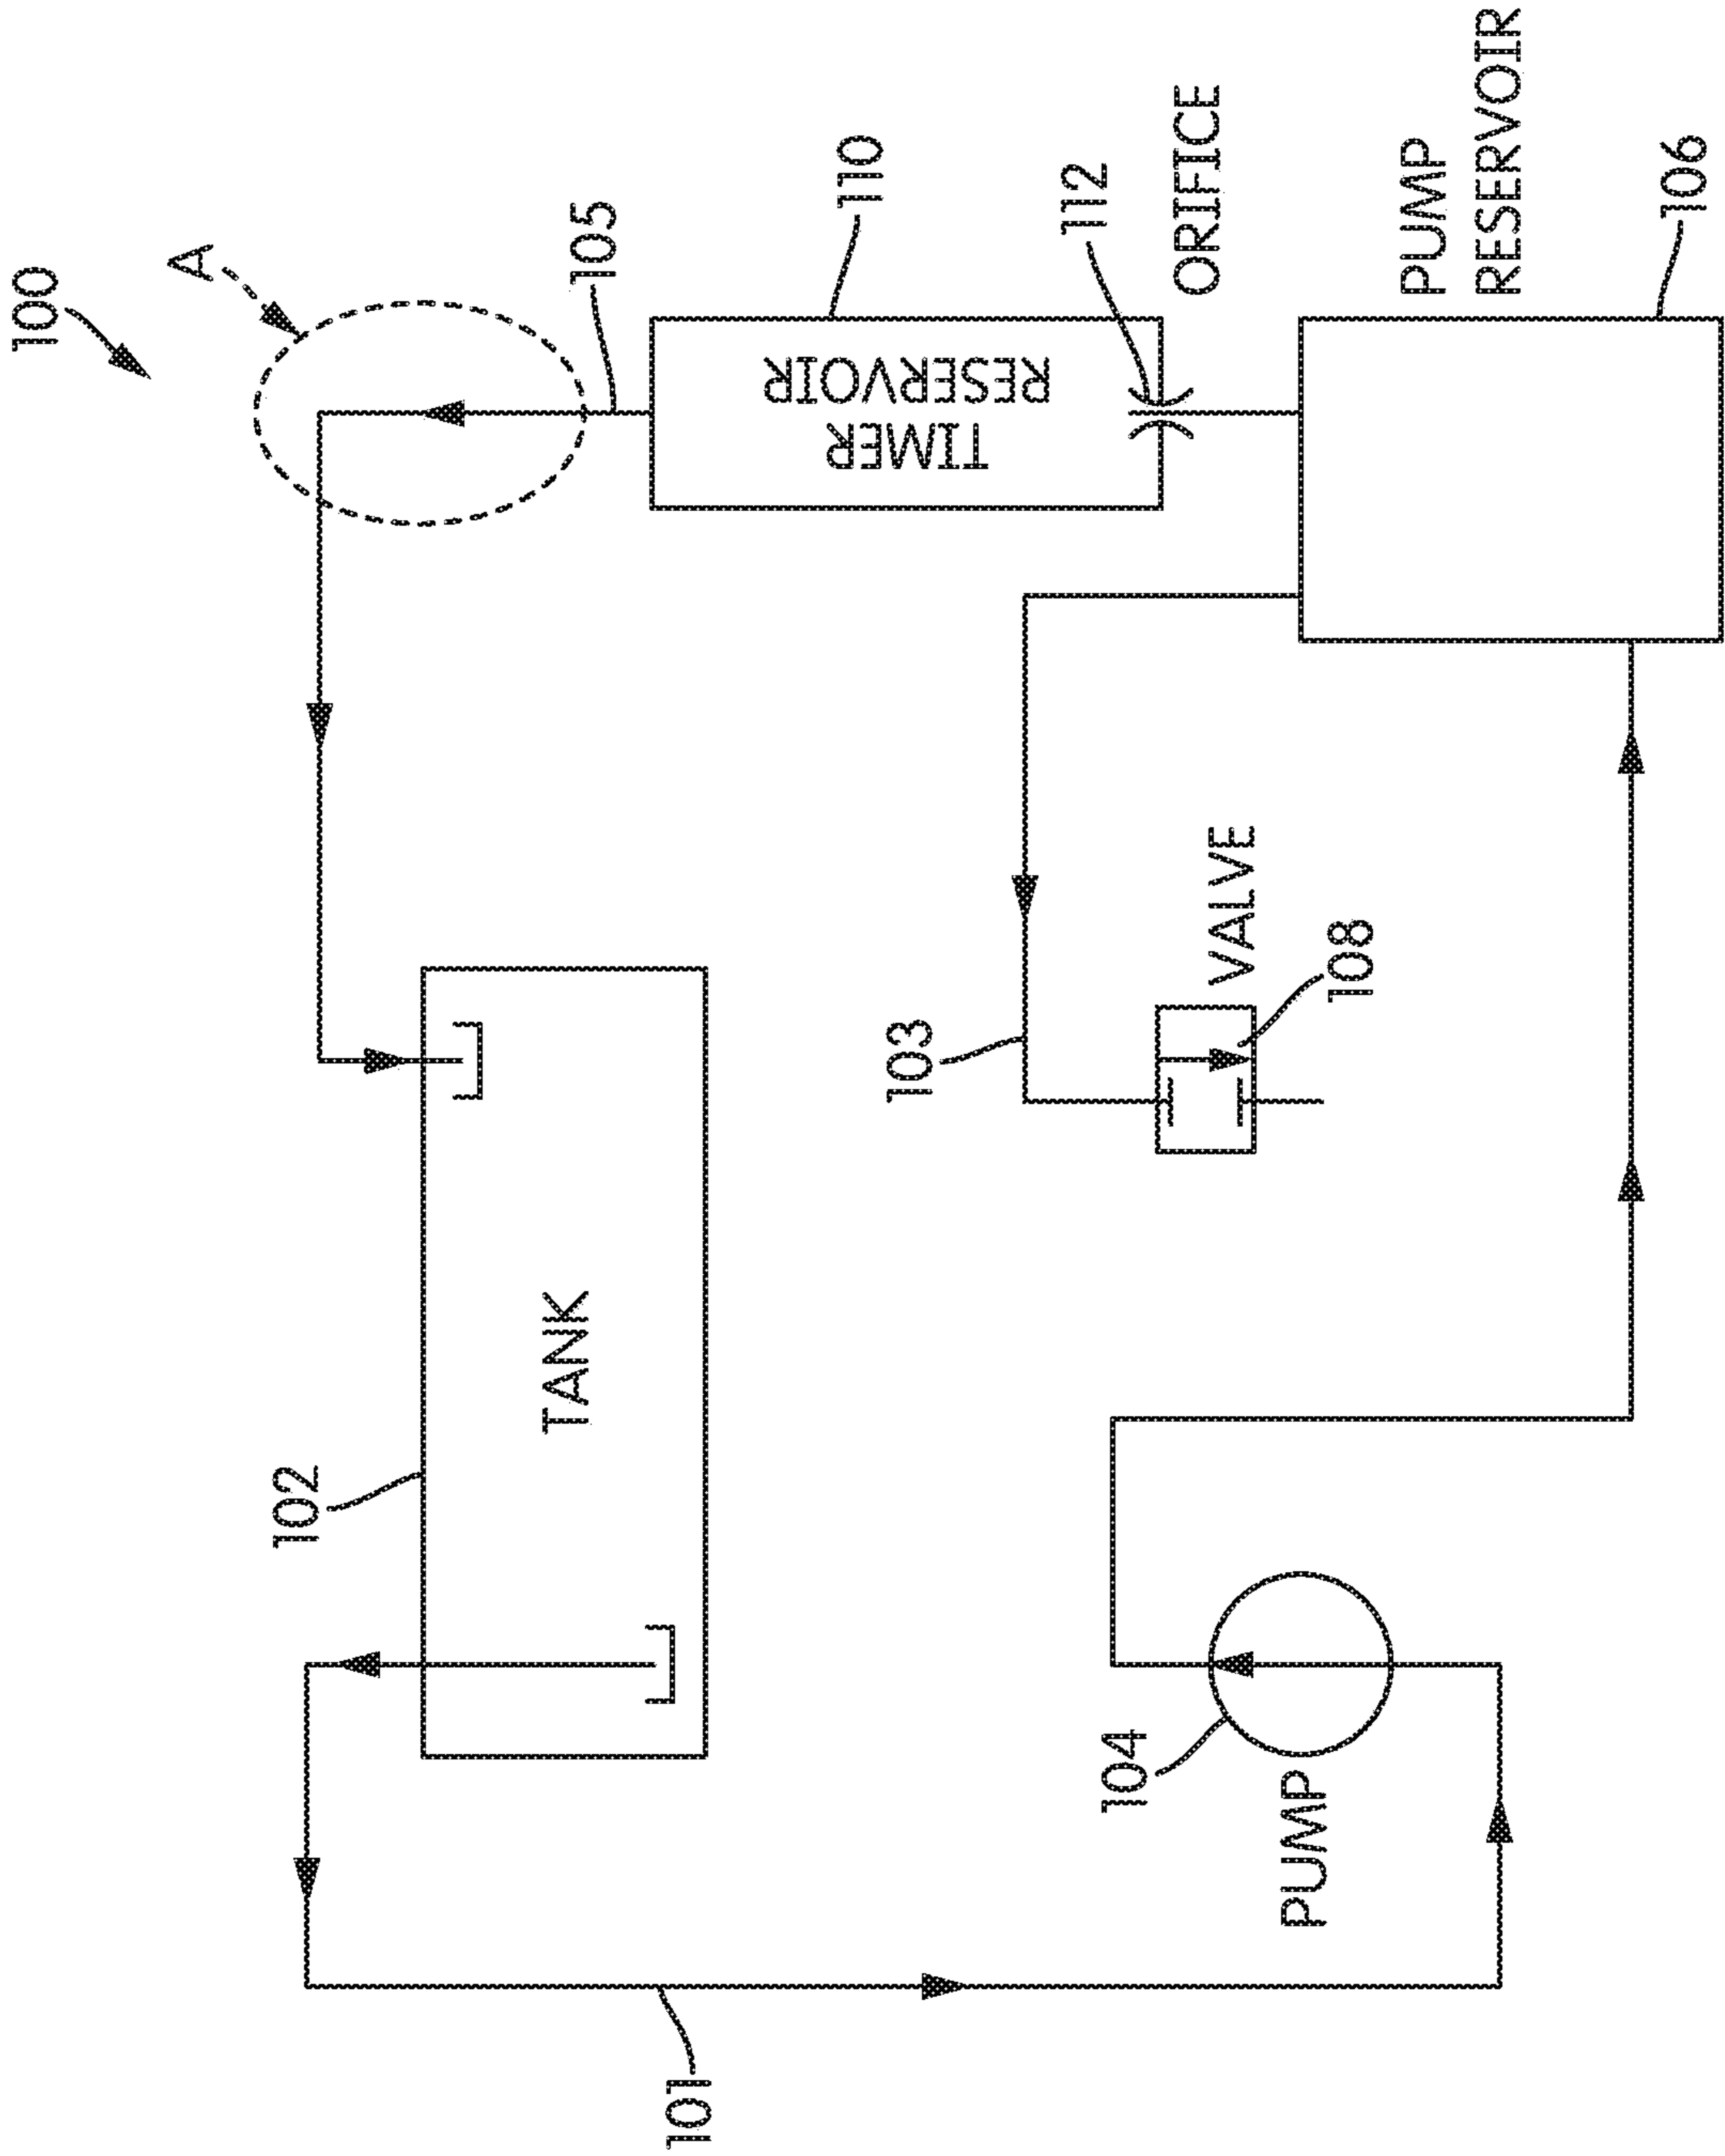 100
A
105
110
TIMER
RESERVOIR
112
ORIFICE
PUMP
RESERVOIR
106
102
TANK
103
VALVE
108
104
PUMP
101